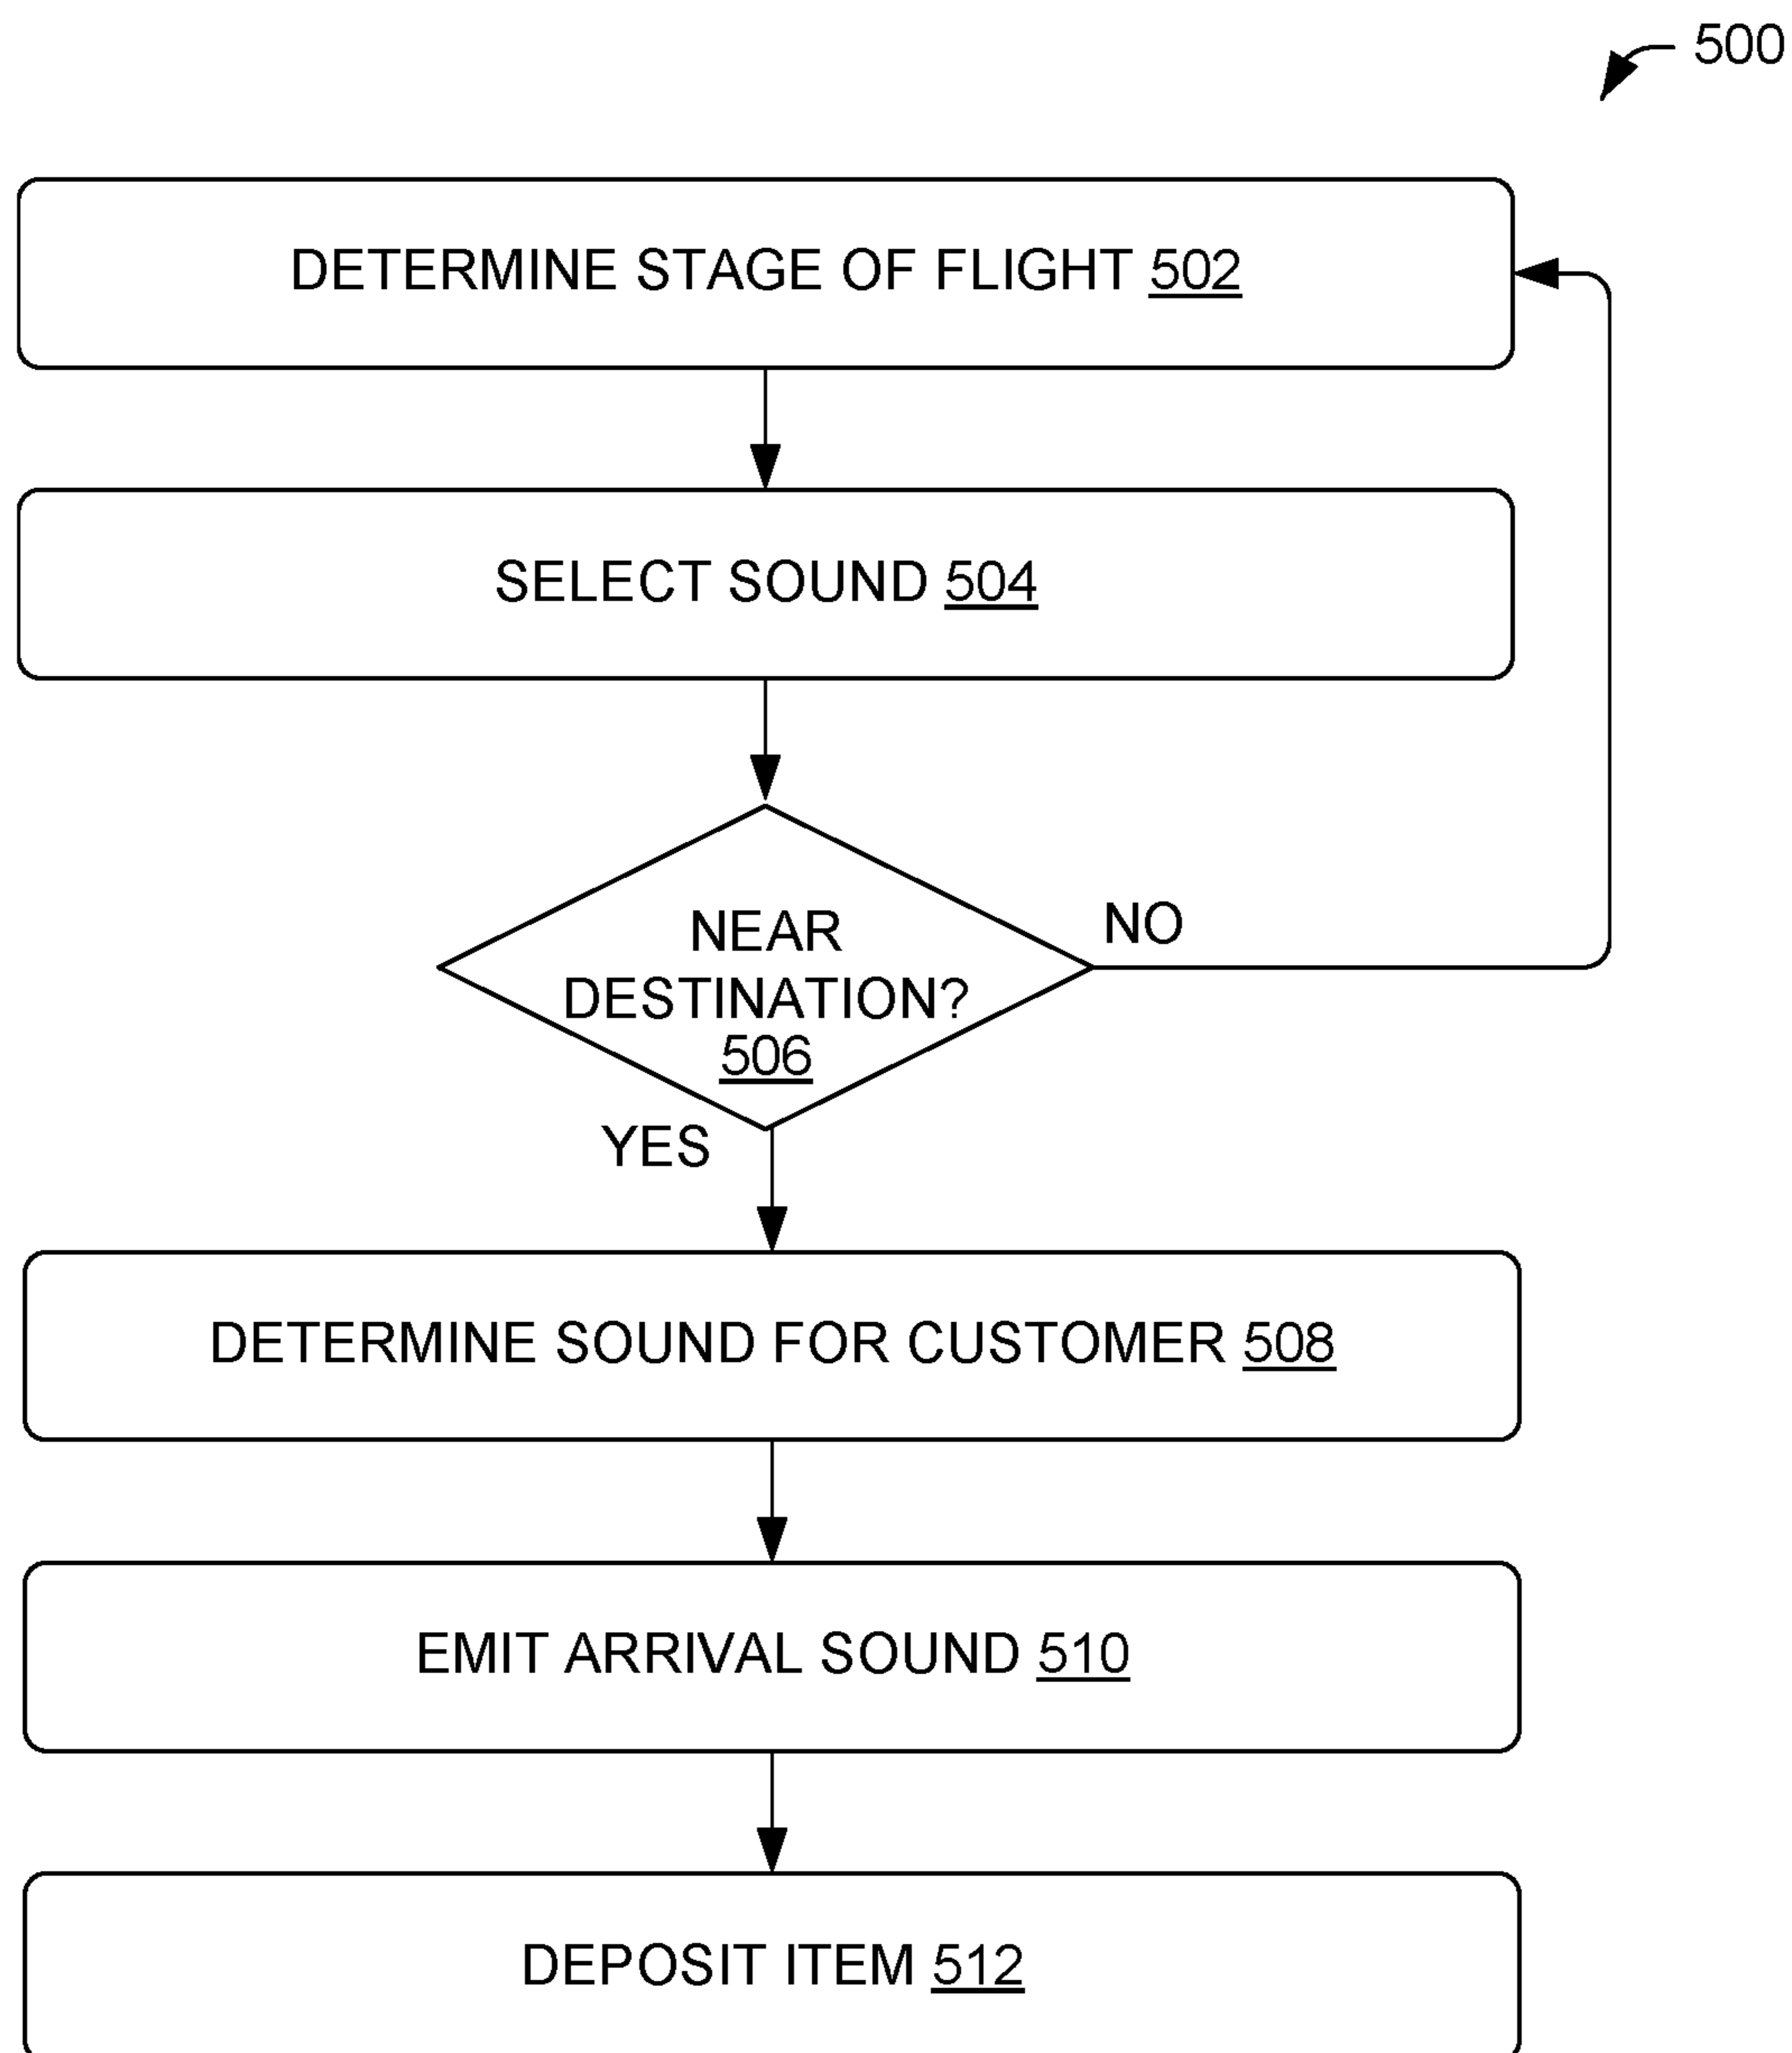 500
DETERMINE STAGE OF FLIGHT 502
SELECT SOUND 504
NEAR
DESTINATION?
506
NO
YES
DETERMINE SOUND FOR CUSTOMER 508
EMIT ARRIVAL SOUND 510
DEPOSIT ITEM 512